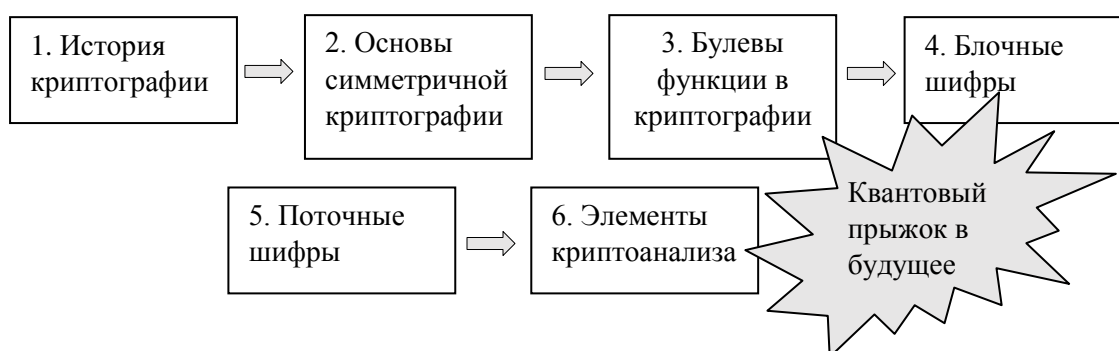 1. История
криптографии
2. Основы
симметричной
криптографии
3. Булевы
функции в
криптографии
4. Блочные
шифры
5. Поточные
шифры
6. Элементы
криптоанализа
Квантовый
прыжок в
будущее